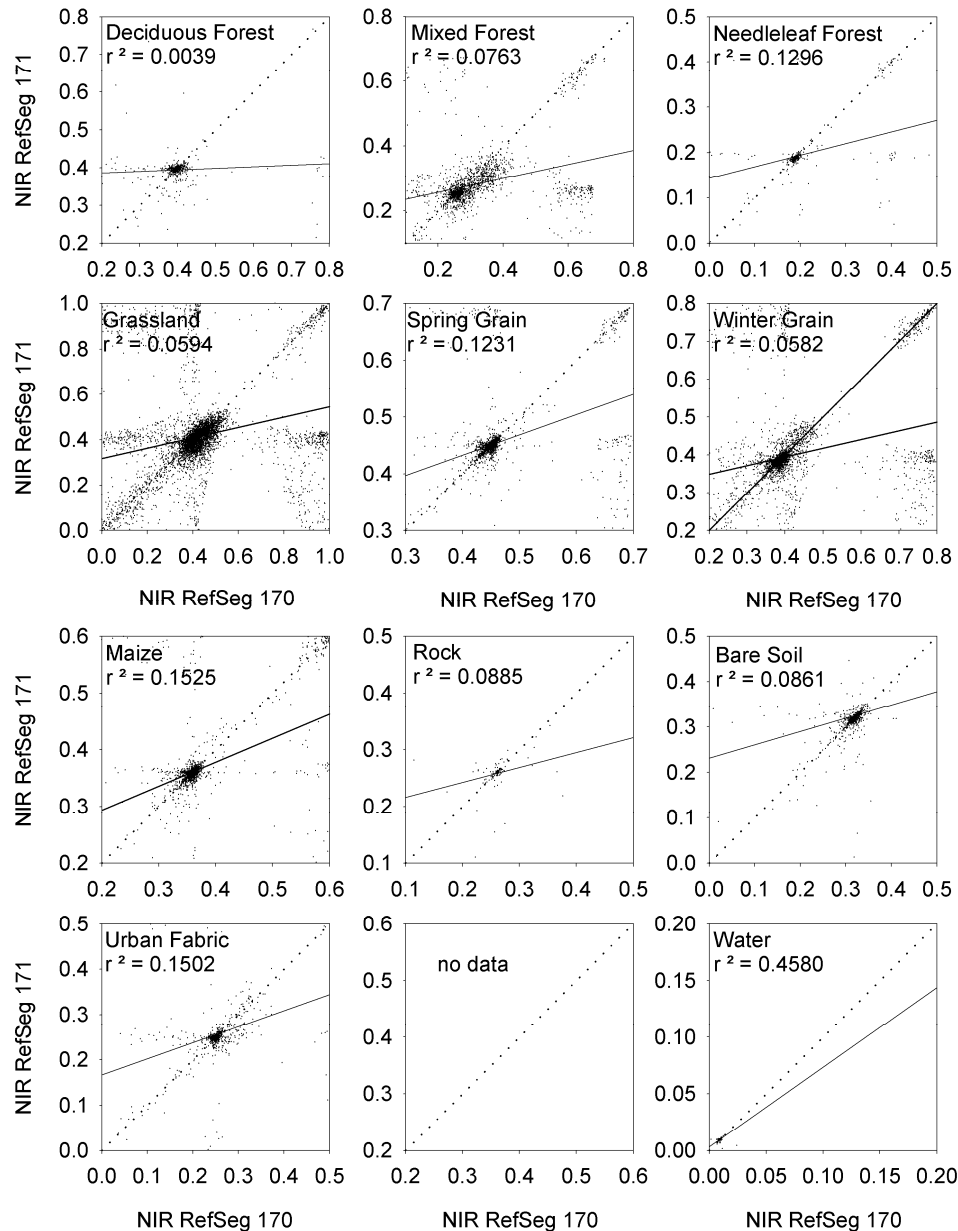 Deciduous Forest
r ² = 0.0039
NIR RefSeg 171
0.8
0.7
0.6
0.5
0.4
0.3
0.2
0.2 0.3 0.4 0.5 0.6 0.7 0.8
Mixed Forest
r ² = 0.0763
0.8
0.6
0.4
0.2
0.2 0.4 0.6 0.8
Needleleaf Forest
r ² = 0.1296
0.5
0.4
0.3
0.2
0.1
0.0
0.0 0.1 0.2 0.3 0.4 0.5
Grassland
r ² = 0.0594
NIR RefSeg 171
1.0
0.8
0.6
0.4
0.2
0.0
0.0 0.2 0.4 0.6 0.8 1.0
NIR RefSeg 170
Spring Grain
r ² = 0.1231
0.7
0.6
0.5
0.4
0.3
0.3 0.4 0.5 0.6 0.7
NIR RefSeg 170
Winter Grain
r ² = 0.0582
0.8
0.7
0.6
0.5
0.4
0.3
0.2
0.2 0.3 0.4 0.5 0.6 0.7 0.8
NIR RefSeg 170
Maize
r ² = 0.1525
NIR RefSeg 171
0.6
0.5
0.4
0.3
0.2
0.2 0.3 0.4 0.5 0.6
Rock
r ² = 0.0885
0.5
0.4
0.3
0.2
0.1
0.1 0.2 0.3 0.4 0.5
Bare Soil
r ² = 0.0861
0.5
0.4
0.3
0.2
0.1
0.0
0.0 0.1 0.2 0.3 0.4 0.5
Urban Fabric
r ² = 0.1502
NIR RefSeg 171
0.5
0.4
0.3
0.2
0.1
0.0
0.0 0.1 0.2 0.3 0.4 0.5
NIR RefSeg 170
no data
0.6
0.5
0.4
0.3
0.2
0.2 0.3 0.4 0.5 0.6
NIR RefSeg 170
Water
r ² = 0.4580
0.20
0.15
0.10
0.05
0.00
0.00 0.05 0.10 0.15 0.20
NIR RefSeg 170